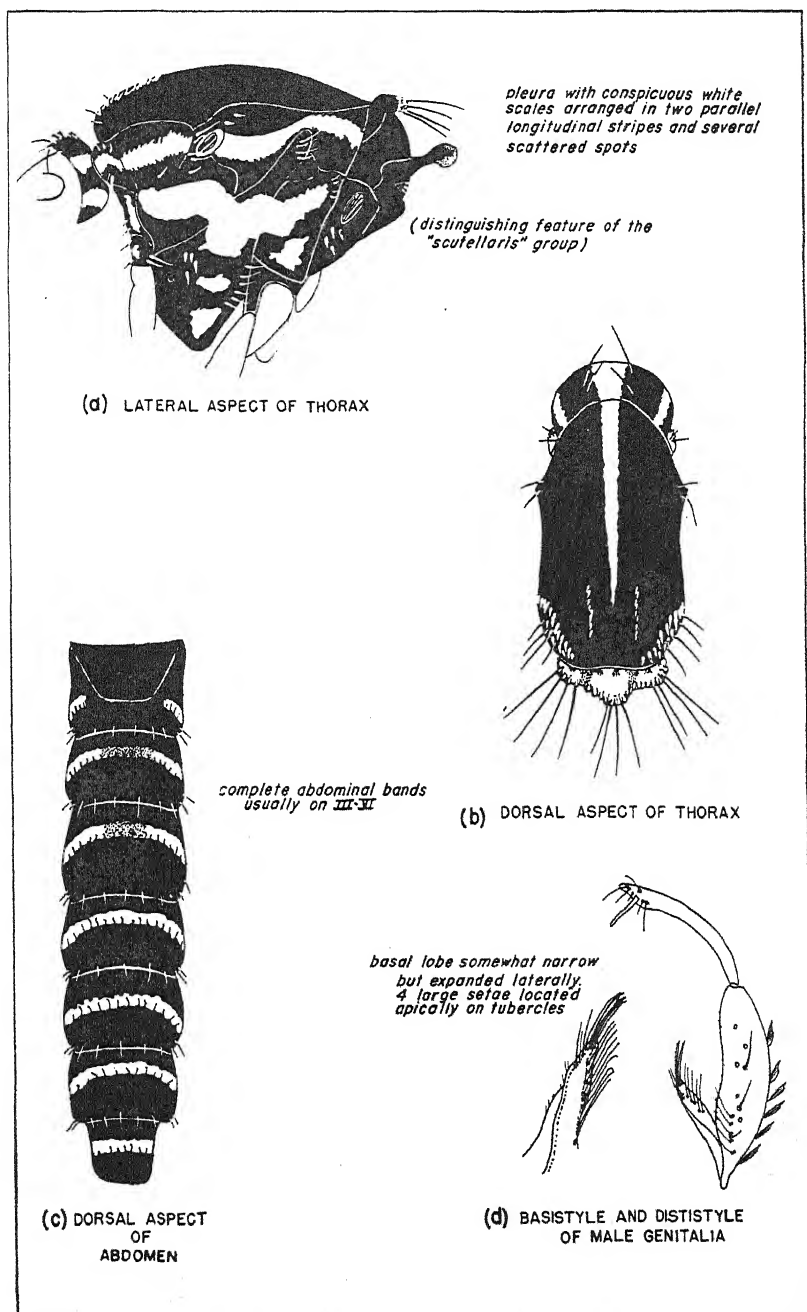 pleura with conspicuous white
scales arranged in two parallel
longitudinal stripes and several
scattered spots
(distinguishing feature of the
"scutellaris" group)
(a) LATERAL ASPECT OF THORAX
(b) DORSAL ASPECT OF THORAX
complete abdominal bands
usually on III-VI
basal lobe somewhat narrow
but expanded laterally.
4 large setae located
apically on tubercles
(c) DORSAL ASPECT
OF
ABDOMEN
(d) BASISTYLE AND DISTISTYLE
OF MALE GENITALIA